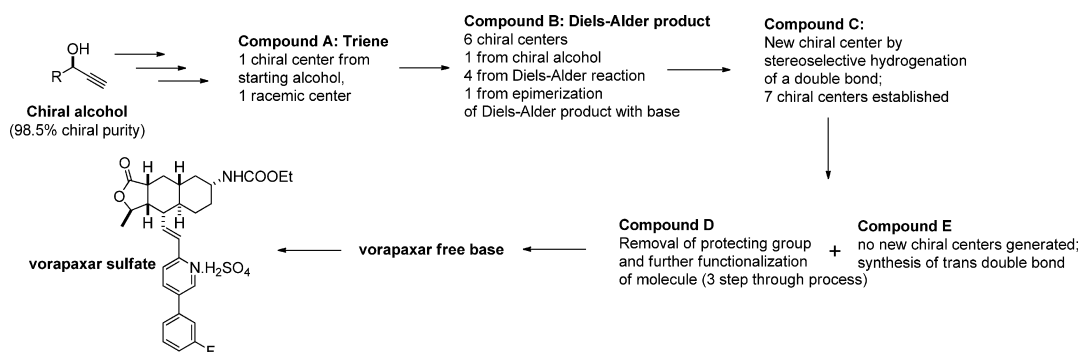 OH
R
Chiral alcohol
(98.5% chiral purity)
Compound A: Triene
1 chiral center from
starting alcohol,
1 racemic center
Compound B: Diels-Alder product
6 chiral centers
1 from chiral alcohol
4 from Diels-Alder reaction
1 from epimerization
of Diels-Alder product with base
Compound C:
New chiral center by
stereoselective hydrogenation
of a double bond;
7 chiral centers established
O
H
H
NHCOOEt
O
H
H
vorapaxar sulfate
N.H2SO4
F
vorapaxar free base
Compound D
Removal of protecting group
and further functionalization
of molecule (3 step through process)
+
Compound E
no new chiral centers generated;
synthesis of trans double bond